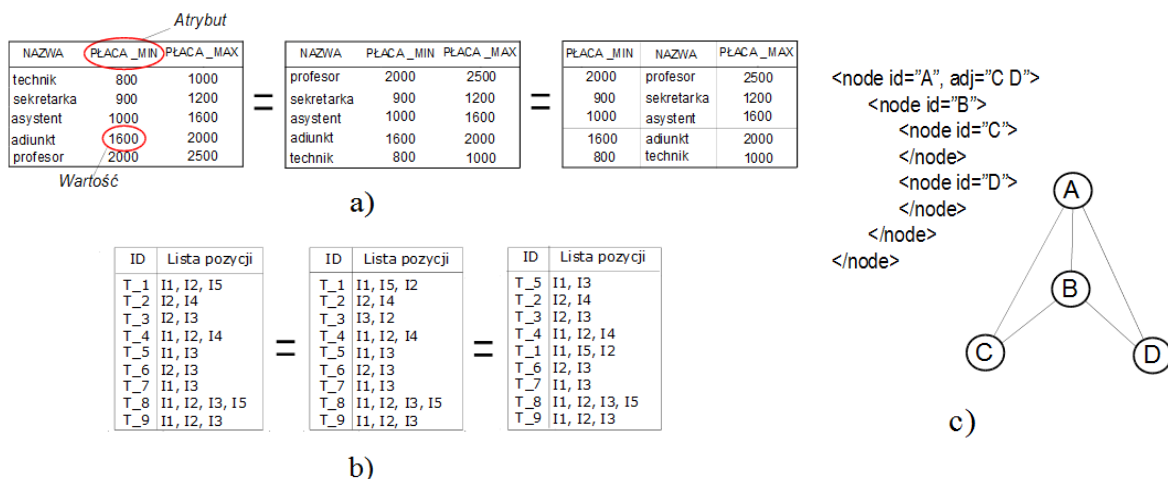 Atrybut
NAZWA PŁACA_MIN PŁACA_MAX
technik 800 1000
sekretarka 900 1200
asystent 1000 1600
adiunkt 1600 2000
profesor 2000 2500
Wartość
=
NAZWA PŁACA_MIN PŁACA_MAX
profesor 2000 2500
sekretarka 900 1200
asystent 1000 1600
adiunkt 1600 2000
technik 800 1000
=
PŁACA_MIN NAZWA PŁACA_MAX
2000 profesor 2500
900 sekretarka 1200
1000 asystent 1600
1600 adiunkt 2000
800 technik 1000
a)
ID Lista pozycji
T_1 I1, I2, I5
T_2 I2, I4
T_3 I2, I3
T_4 I1, I2, I4
T_5 I1, I3
T_6 I2, I3
T_7 I1, I3
T_8 I1, I2, I3, I5
T_9 I1, I2, I3
=
ID Lista pozycji
T_1 I1, I5, I2
T_2 I2, I4
T_3 I3, I2
T_4 I1, I2, I4
T_5 I1, I3
T_6 I2, I3
T_7 I1, I3
T_8 I1, I2, I3, I5
T_9 I1, I2, I3
=
ID Lista pozycji
T_5 I1, I3
T_2 I2, I4
T_3 I2, I3
T_4 I1, I2, I4
T_1 I1, I5, I2
T_6 I2, I3
T_7 I1, I3
T_8 I1, I2, I3, I5
T_9 I1, I2, I3
b)
<node id="A", adj="C D">
<node id="B">
<node id="C">
</node>
<node id="D">
</node>
</node>
</node>
A
B
C
D
c)